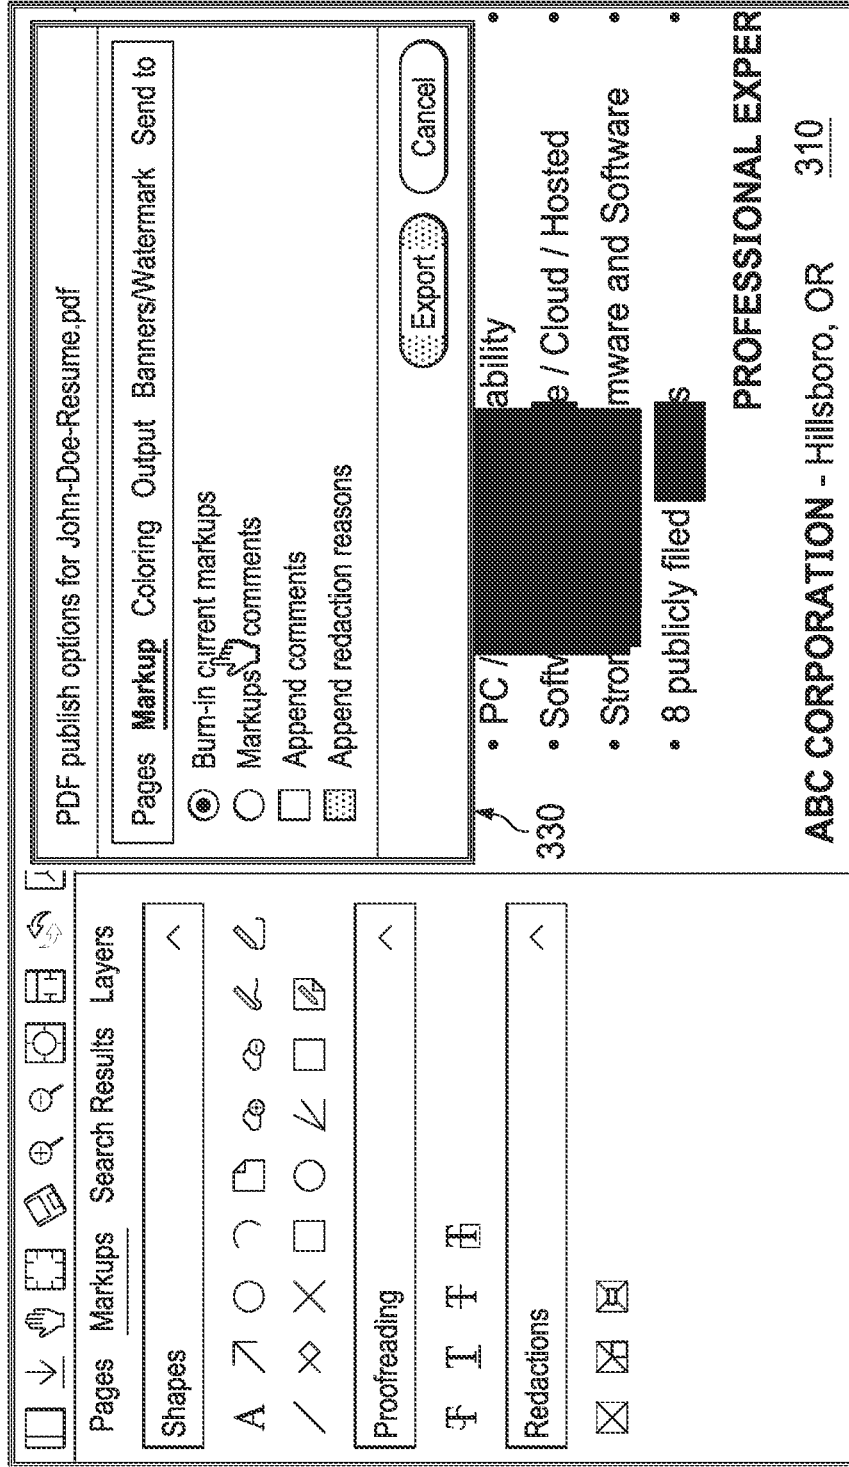 Pages Markups Search Results Layers
Shapes
A
Proofreading
T T T T
Redactions
PDF publish options for John-Doe-Resume.pdf
Pages Markup Coloring Output Banners/Watermark Send to
Burn-in current markups
Markups comments
Append comments
Append redaction reasons
Export Cancel
330
• PC / ability •
• Softw e / Cloud / Hosted •
• Stron mware and Software •
• 8 publicly filed s •
PROFESSIONAL EXPER
ABC CORPORATION - Hillsboro, OR 310